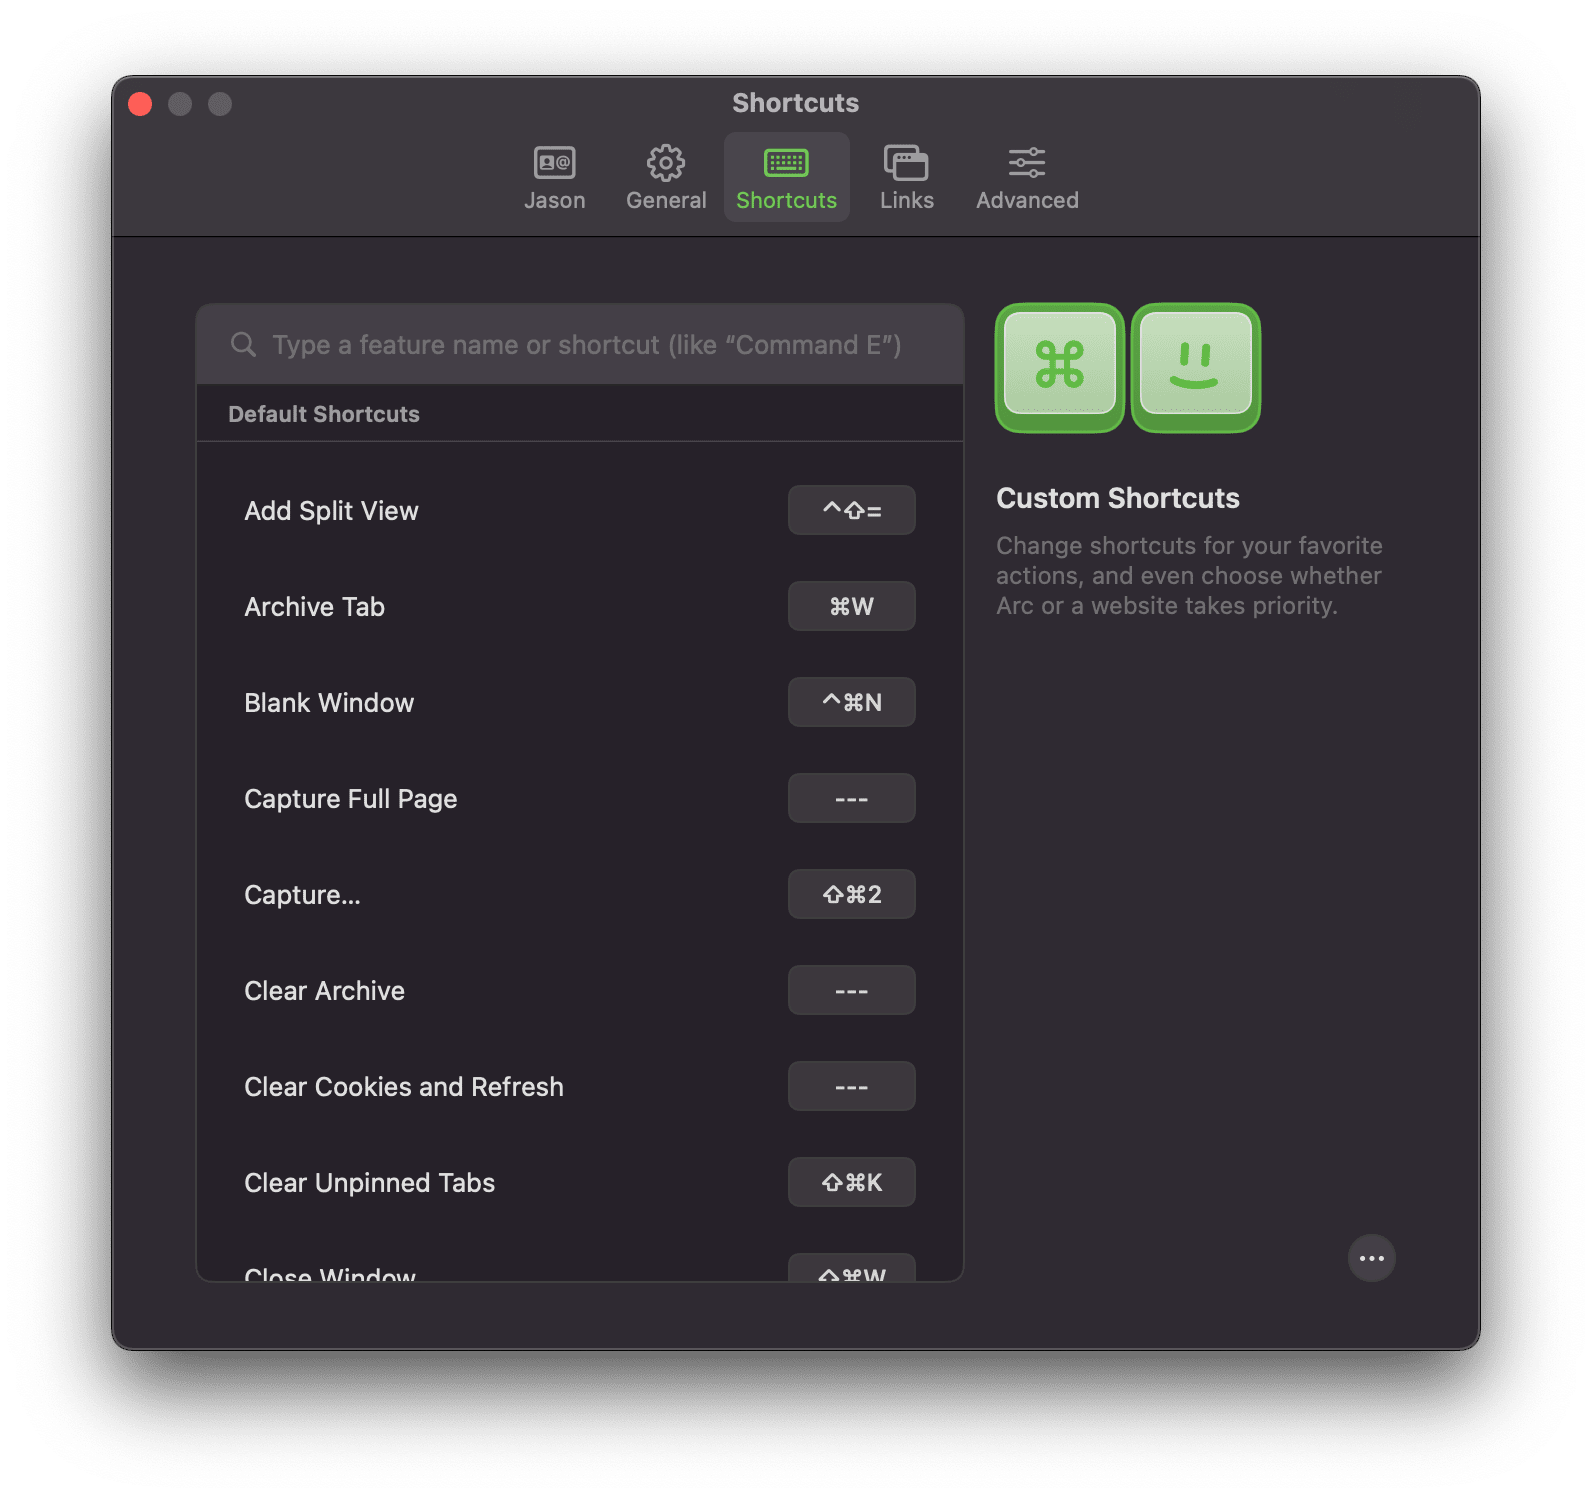 Shortcuts
Jason
General
Shortcuts
Links
Advanced
Type a feature name or shortcut (like “Command E”)
Default Shortcuts
Add Split View ⌃⇧=
Archive Tab ⌘W
Blank Window ⌃⌘N
Capture Full Page ---
Capture... ⇧⌘2
Clear Archive ---
Clear Cookies and Refresh ---
Clear Unpinned Tabs ⇧⌘K
Close Window ⇧⌘W
⌘
Custom Shortcuts
Change shortcuts for your favorite
actions, and even choose whether
Arc or a website takes priority.